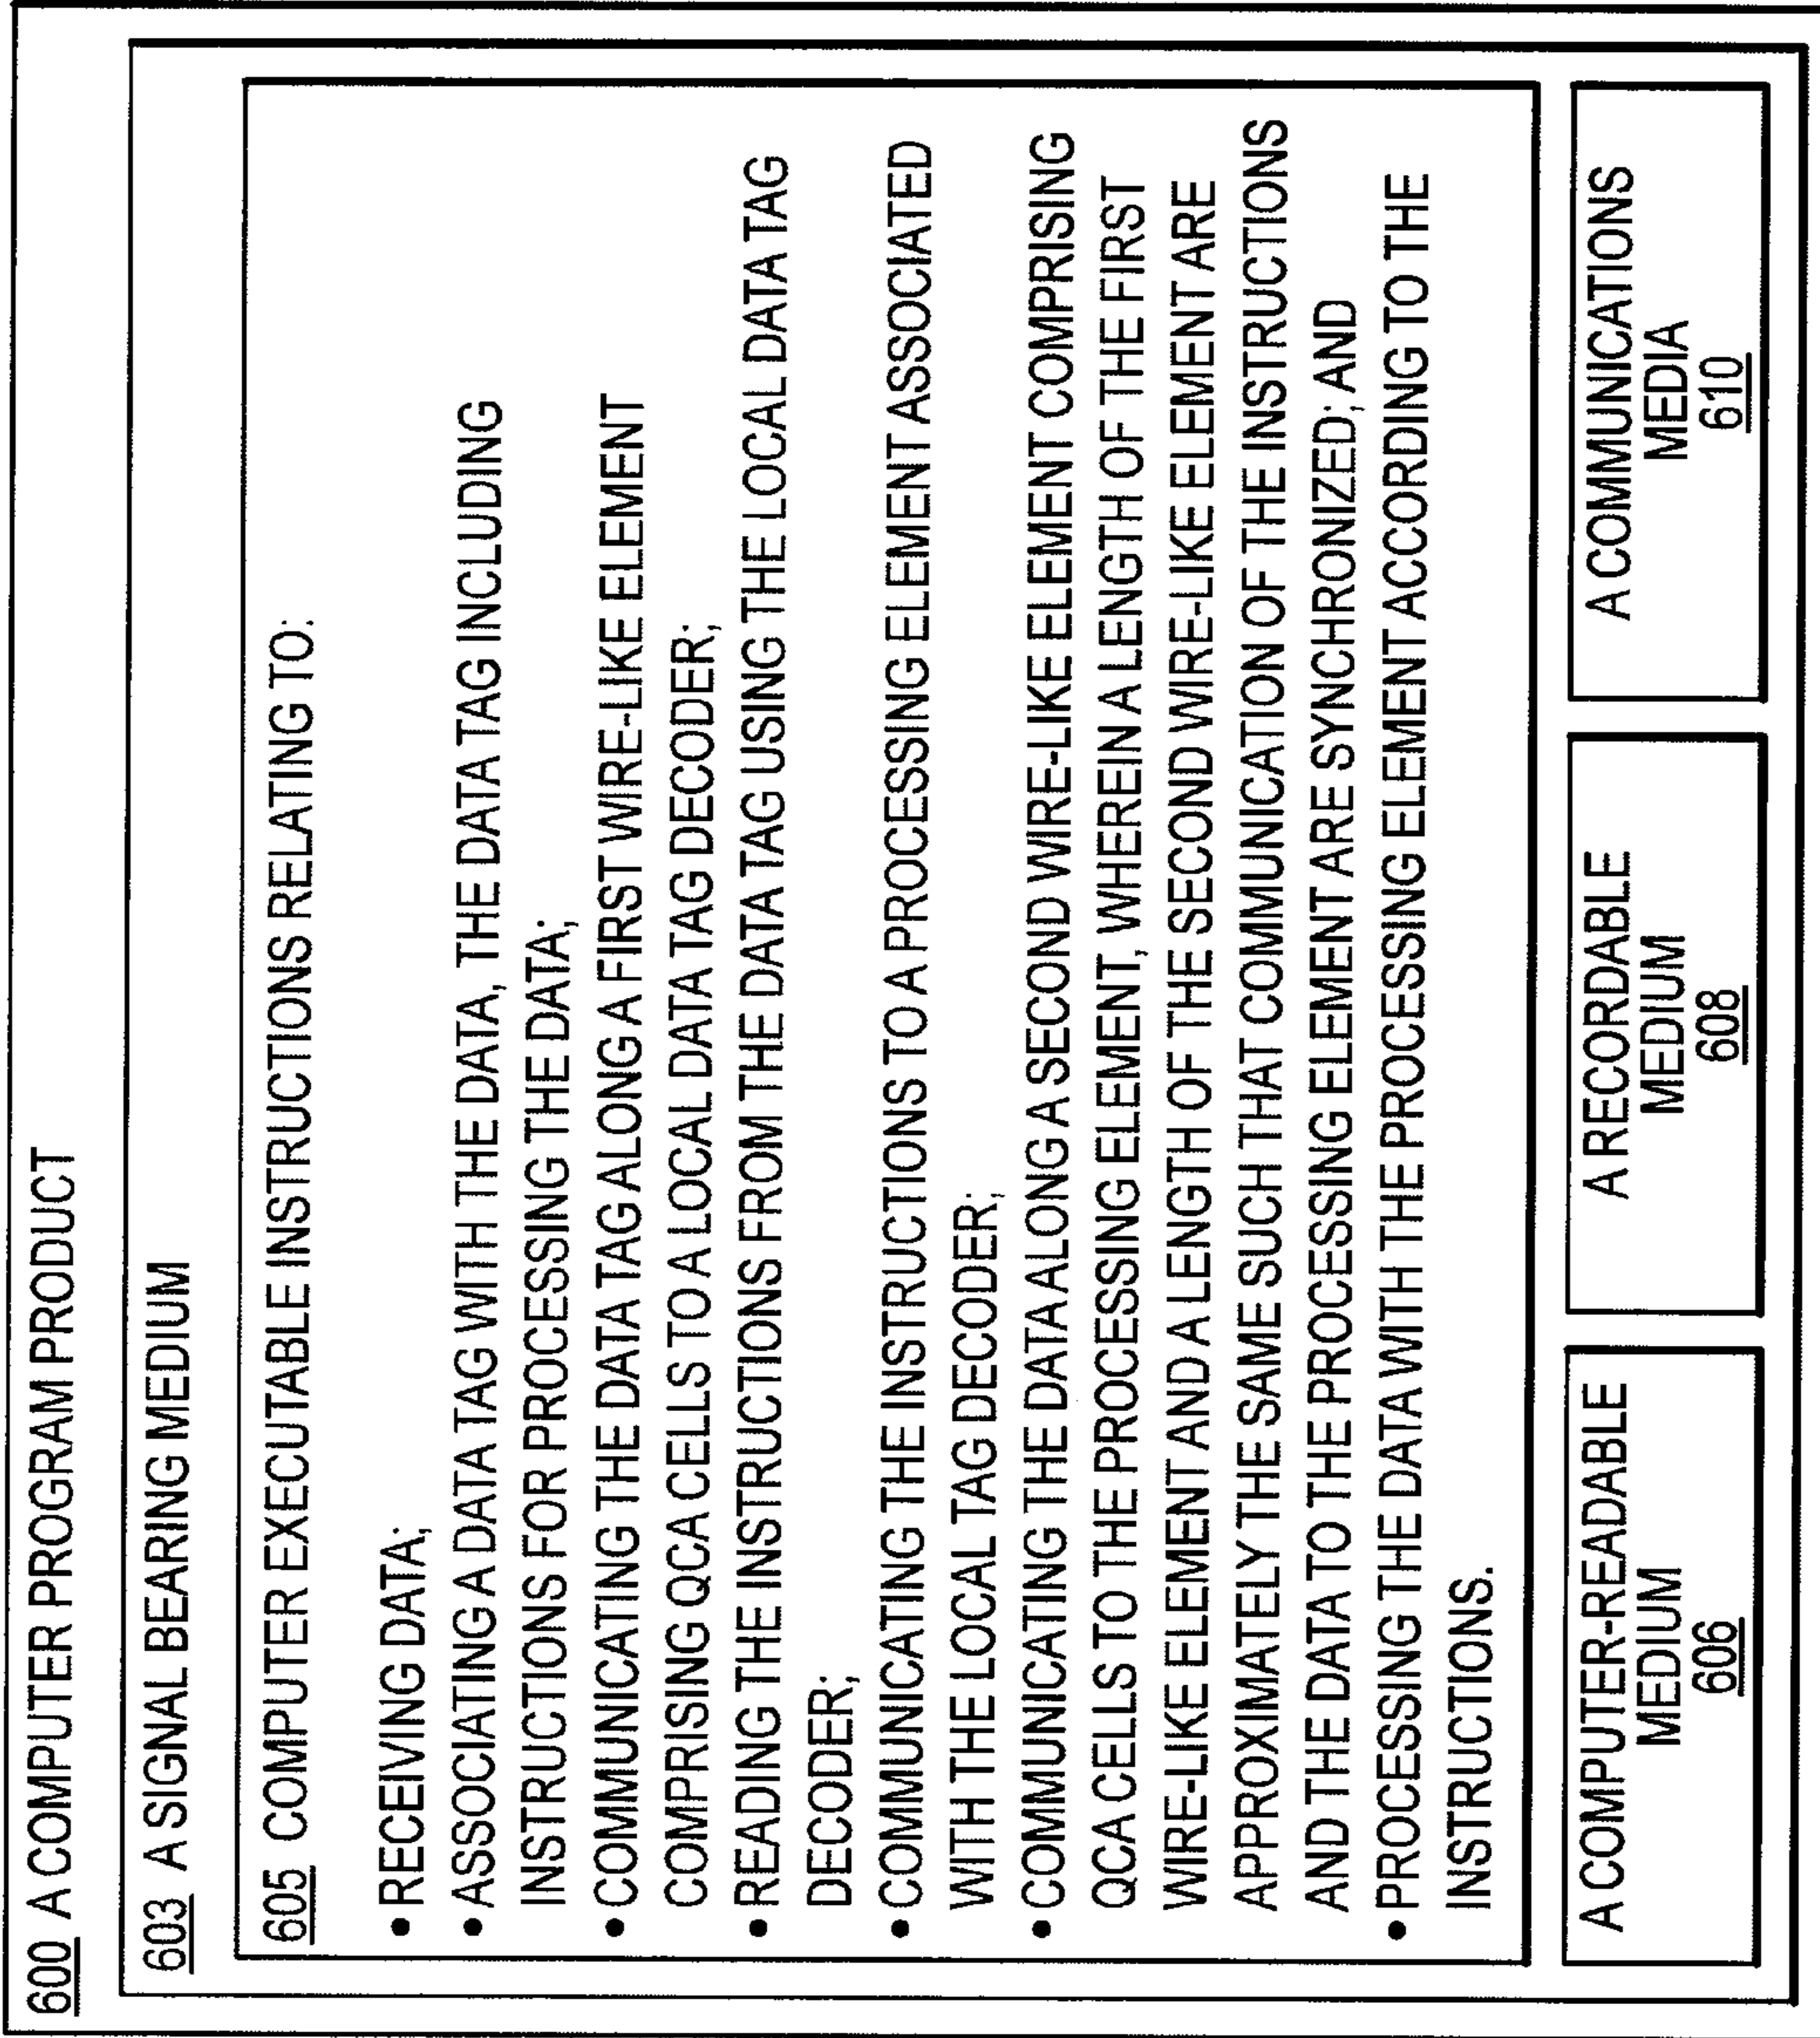 600 A COMPUTER PROGRAM PRODUCT
603 A SIGNAL BEARING MEDIUM
605 COMPUTER EXECUTABLE INSTRUCTIONS RELATING TO:
• RECEIVING DATA;
• ASSOCIATING A DATA TAG WITH THE DATA, THE DATA TAG INCLUDING
INSTRUCTIONS FOR PROCESSING THE DATA;
• COMMUNICATING THE DATA TAG ALONG A FIRST WIRE-LIKE ELEMENT
COMPRISING QCA CELLS TO A LOCAL DATA TAG DECODER;
• READING THE INSTRUCTIONS FROM THE DATA TAG USING THE LOCAL DATA TAG
DECODER;
• COMMUNICATING THE INSTRUCTIONS TO A PROCESSING ELEMENT ASSOCIATED
WITH THE LOCAL TAG DECODER;
• COMMUNICATING THE DATA ALONG A SECOND WIRE-LIKE ELEMENT COMPRISING
QCA CELLS TO THE PROCESSING ELEMENT, WHEREIN A LENGTH OF THE FIRST
WIRE-LIKE ELEMENT AND A LENGTH OF THE SECOND WIRE-LIKE ELEMENT ARE
APPROXIMATELY THE SAME SUCH THAT COMMUNICATION OF THE INSTRUCTIONS
AND THE DATA TO THE PROCESSING ELEMENT ARE SYNCHRONIZED; AND
• PROCESSING THE DATA WITH THE PROCESSING ELEMENT ACCORDING TO THE
INSTRUCTIONS.
A COMPUTER-READABLE
MEDIUM
606
A RECORDABLE
MEDIUM
608
A COMMUNICATIONS
MEDIA
610